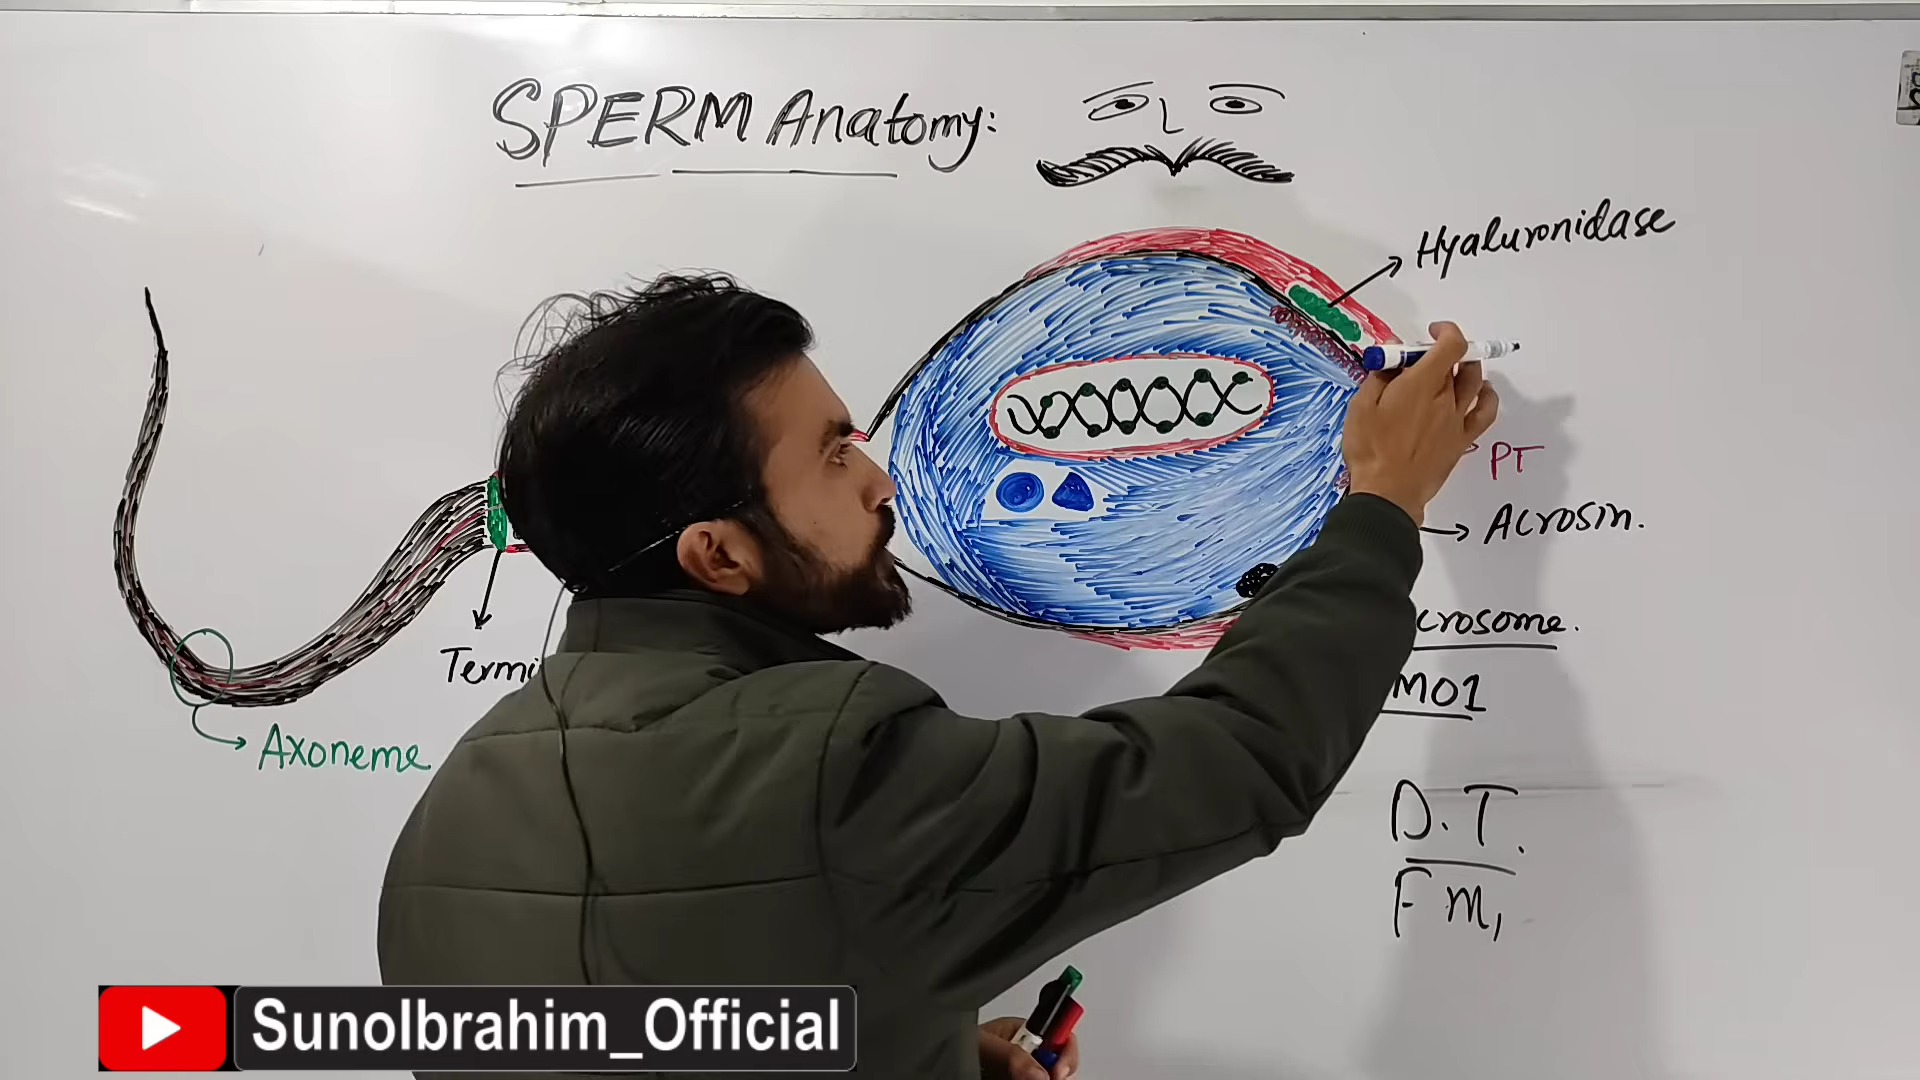 SPERM Anatomy:
Hyaluronidase
PT
Acrosin.
crosome.
MO1
Termi
Axoneme
D.T.
F M,
SunoIbrahim_Official